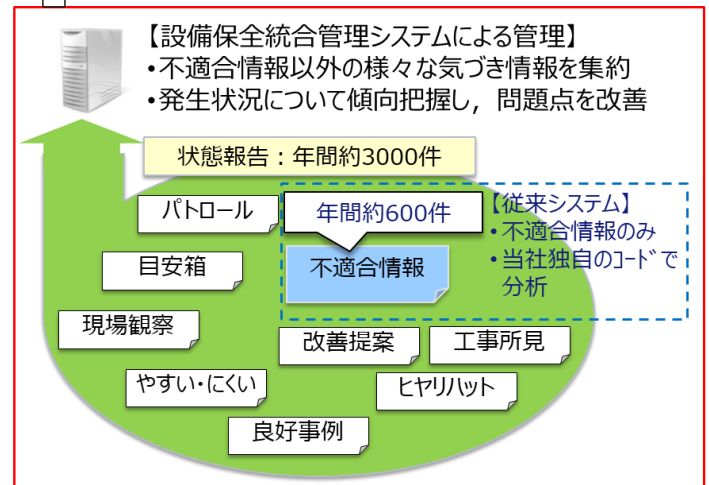 【設備保全統合管理システムによる管理】
•不適合情報以外の様々な気づき情報を集約
•発生状況について傾向把握し，問題点を改善
状態報告：年間約3000件
パトロール
年間約600件
【従来システム】
•不適合情報のみ
•当社独自のｺｰﾄﾞで
分析
目安箱
不適合情報
現場観察
改善提案
工事所見
やすい･にくい
ヒヤリハット
良好事例